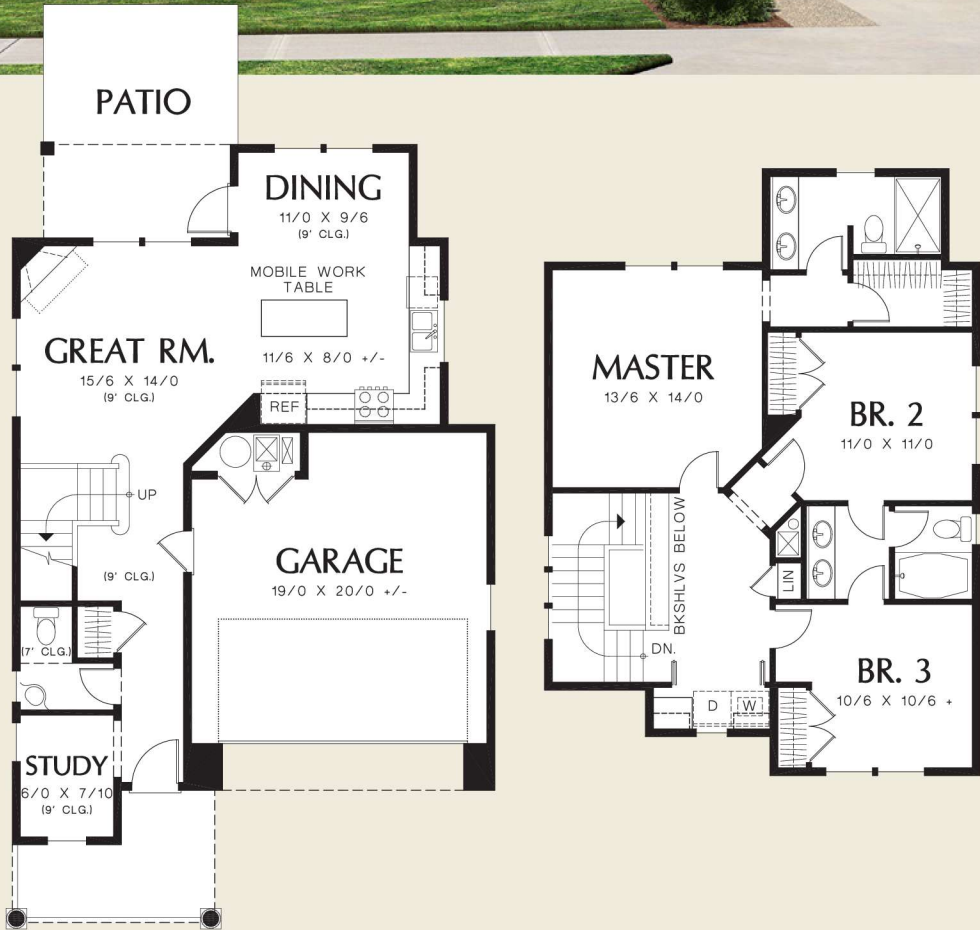 PATIO
DINING
11/0 X 9/6
(9' CLG.)
MOBILE WORK
TABLE
11/6 X 8/0 +/-
GREAT RM.
15/6 X 14/0
(9' CLG.)
REF
UP
(9' CLG.)
GARAGE
19/0 X 20/0 +/-
(7' CLG.)
STUDY
6/0 X 7/10
(9' CLG.)
MASTER
13/6 X 14/0
BR. 2
11/0 X 11/0
BKSHLVS BELOW
LIN
DN.
D
W
BR. 3
10/6 X 10/6 +